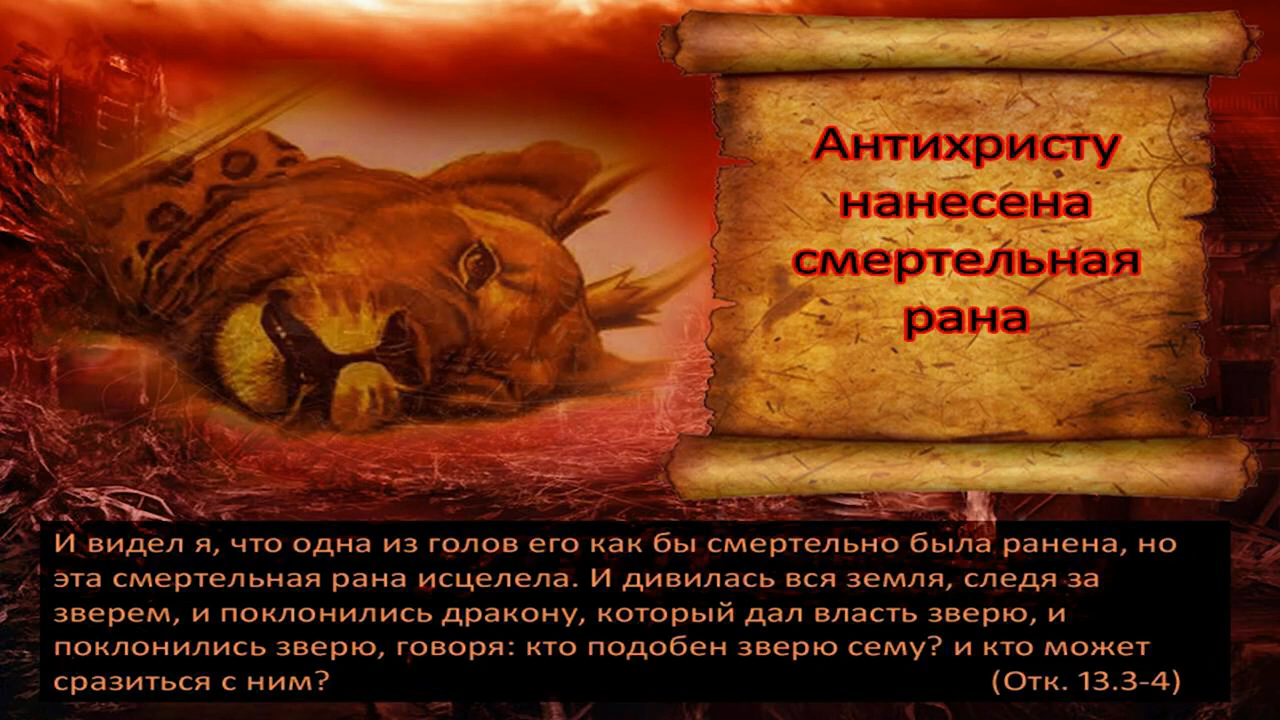 Антихристу
нанесена
смертельная
рана
И видел я, что одна из голов его как бы смертельно была ранена, но
эта смертельная рана исцелела. И дивилась вся земля, следя за
зверем, и поклонились дракону, который дал власть зверю, и
поклонились зверю, говоря: кто подобен зверю сему? и кто может
сразиться с ним? (Отк. 13.3-4)